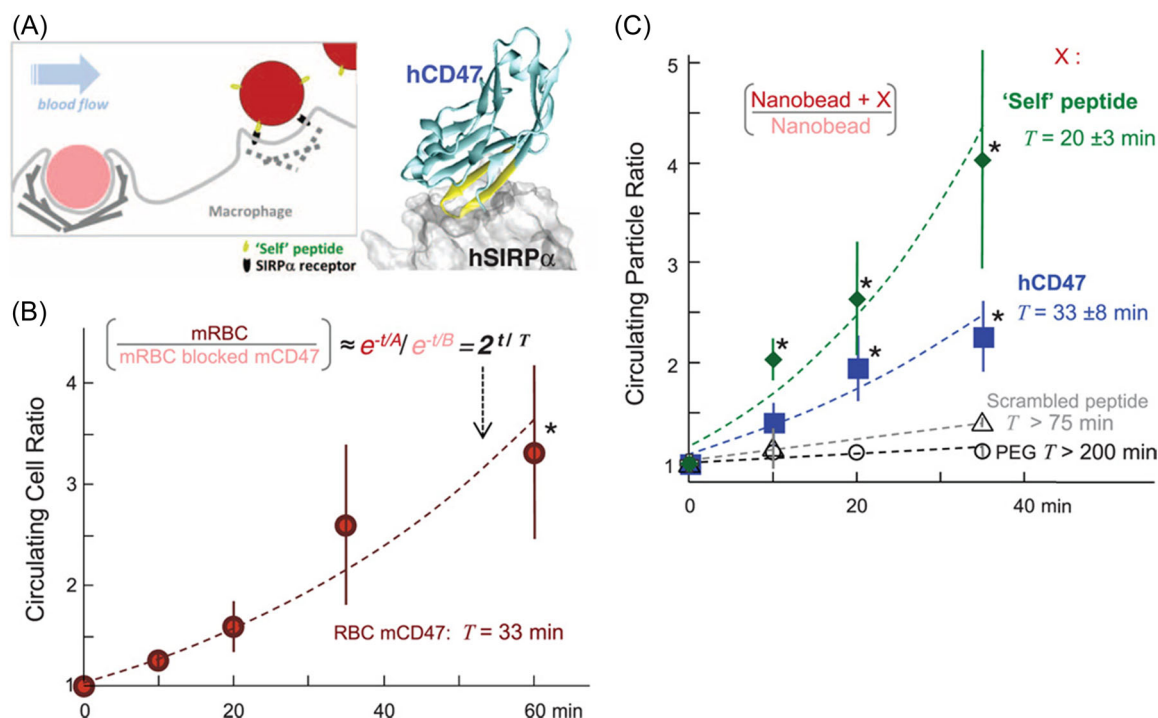 (A)
blood flow
Macrophage
'Self' peptide
SIRPα receptor
hCD47
hSIRPα
(B)
mRBC
mRBC blocked mCD47
≈ e-t/A/e-t/B = 2 t/T
Circulating Cell Ratio
4
3
2
1
*
RBC mCD47: T = 33 min
0
20
40
60 min
(C)
X :
Nanobead + X
Nanobead
'Self' peptide
T = 20 ±3 min
hCD47
T = 33 ±8 min
Scrambled peptide
T > 75 min
PEG T > 200 min
Circulating Particle Ratio
5
4
3
2
1
*
*
*
*
*
0
20
40 min